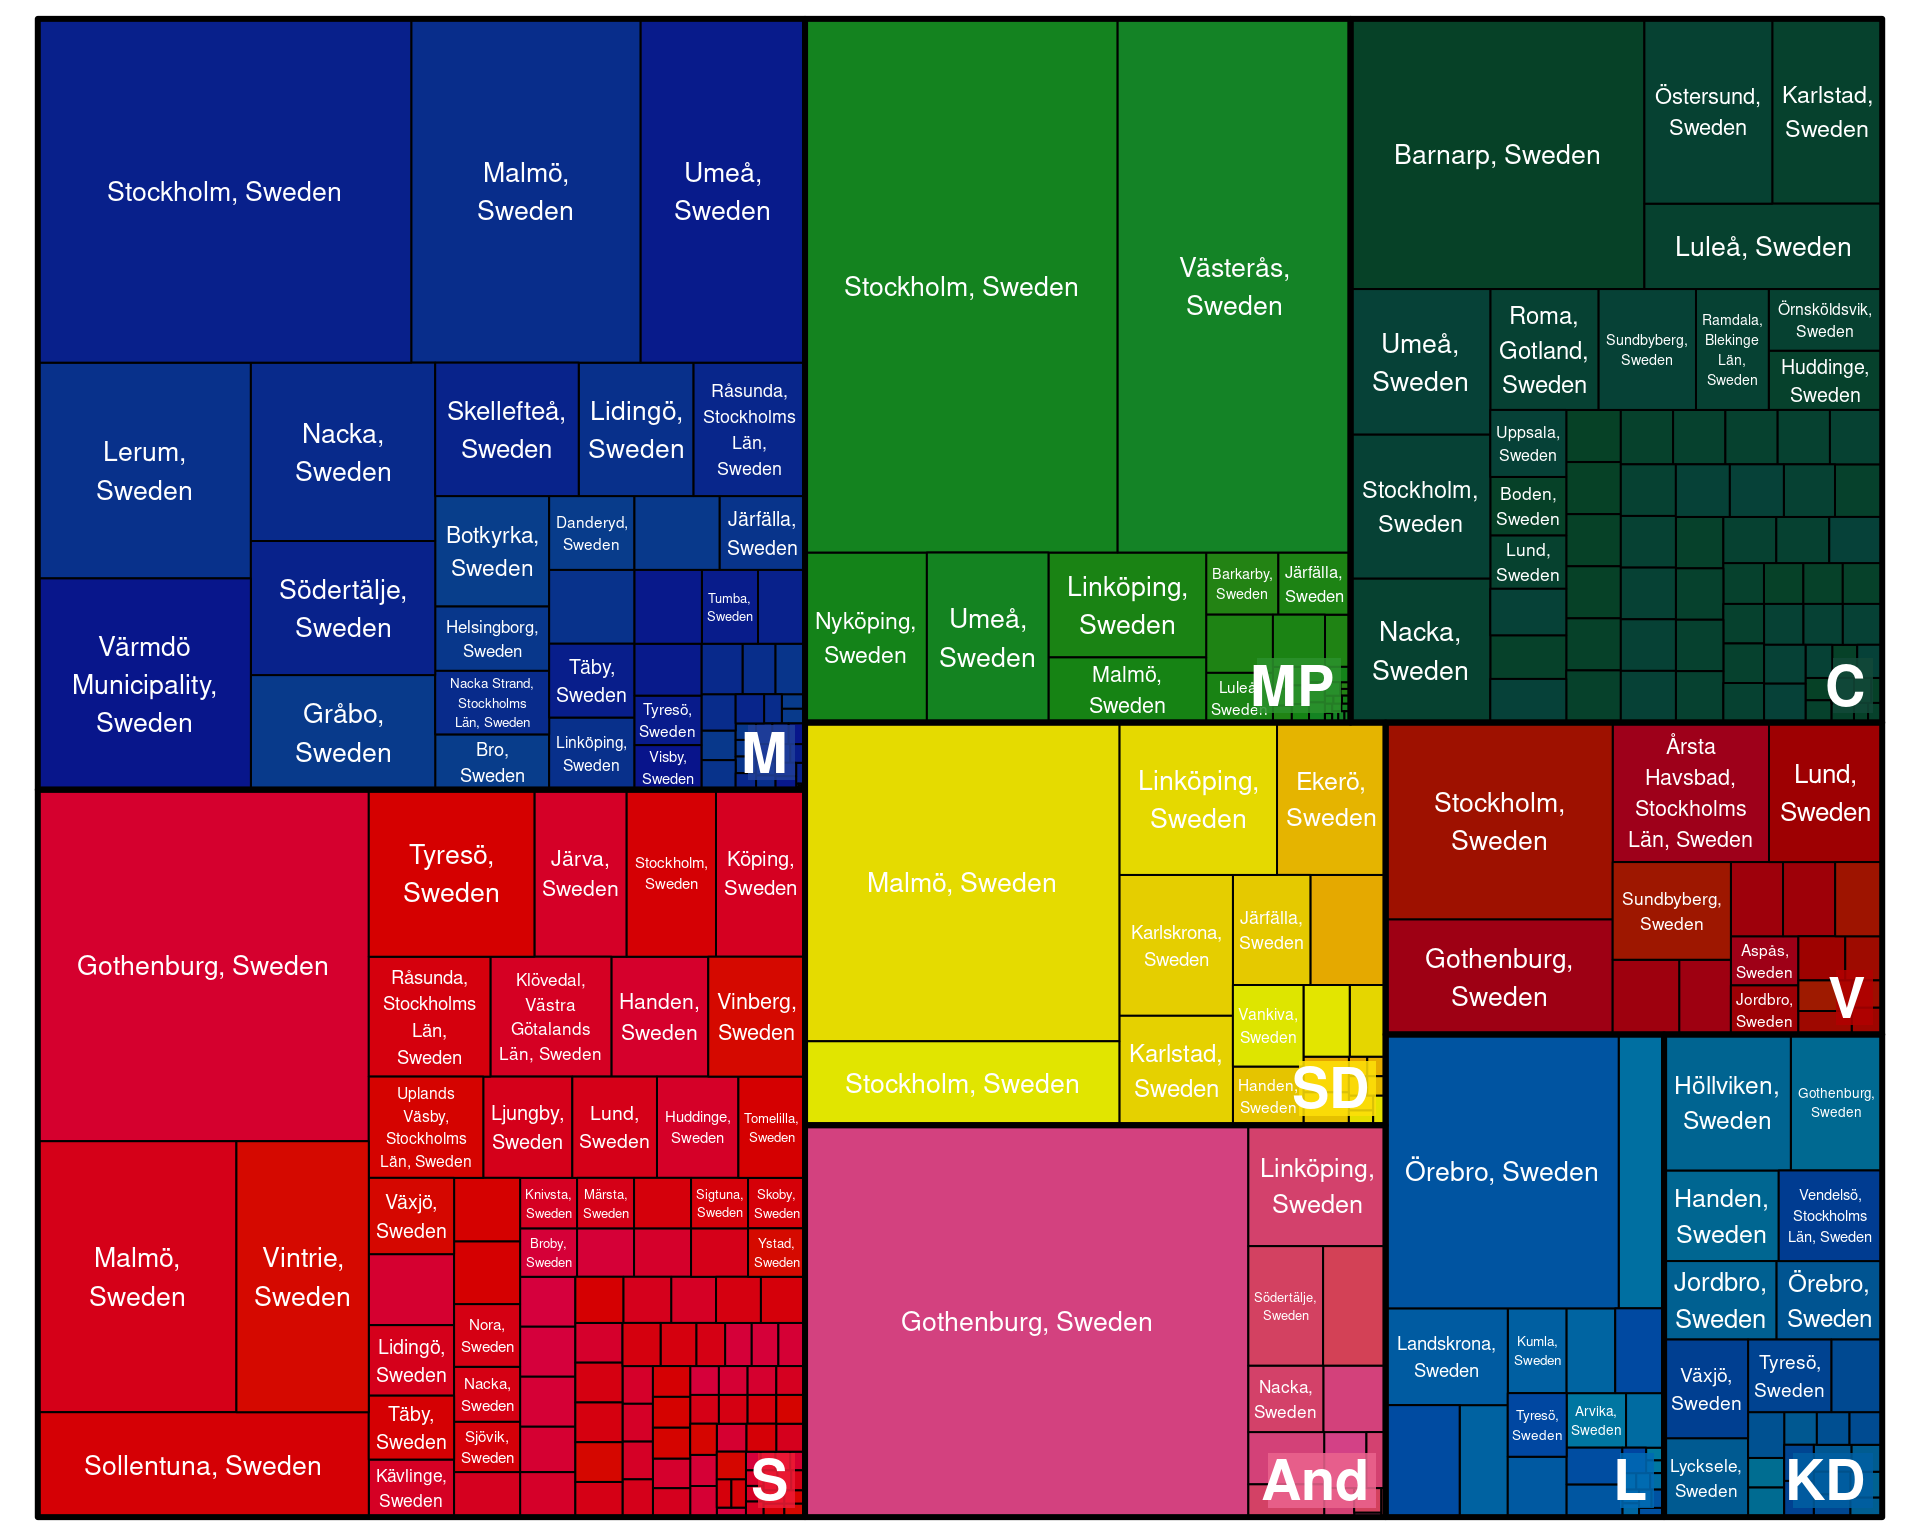 Stockholm, Sweden
Malmö,
Sweden
Umeå,
Sweden
Lerum,
Sweden
Nacka,
Sweden
Skellefteå,
Sweden
Lidingö,
Sweden
Råsunda,
Stockholms
Län,
Sweden
Värmdö
Municipality,
Sweden
Södertälje,
Sweden
Gråbo,
Sweden
Botkyrka,
Sweden
Danderyd,
Sweden
Järfälla,
Sweden
Helsingborg,
Sweden
Tumba,
Sweden
Nacka Strand,
Stockholms
Län, Sweden
Täby,
Sweden
Tyresö,
Sweden
Bro,
Sweden
Linköping,
Sweden
Visby,
Sweden
M
Stockholm, Sweden
Västerås,
Sweden
Nyköping,
Sweden
Umeå,
Sweden
Linköping,
Sweden
Malmö,
Sweden
Barkarby,
Sweden
Järfälla,
Sweden
Luleå,
Sweden
MP
Barnarp, Sweden
Östersund,
Sweden
Karlstad,
Sweden
Luleå, Sweden
Umeå,
Sweden
Roma,
Gotland,
Sweden
Sundbyberg,
Sweden
Ramdala,
Blekinge
Län,
Sweden
Örnsköldsvik,
Sweden
Huddinge,
Sweden
Stockholm,
Sweden
Uppsala,
Sweden
Boden,
Sweden
Lund,
Sweden
Nacka,
Sweden
C
Gothenburg, Sweden
Tyresö,
Sweden
Järva,
Sweden
Stockholm,
Sweden
Köping,
Sweden
Råsunda,
Stockholms
Län,
Sweden
Klövedal,
Västra
Götalands
Län, Sweden
Handen,
Sweden
Vinberg,
Sweden
Malmö,
Sweden
Vintrie,
Sweden
Sollentuna, Sweden
Uplands
Väsby,
Stockholms
Län, Sweden
Ljungby,
Sweden
Lund,
Sweden
Huddinge,
Sweden
Tomelilla,
Sweden
Växjö,
Sweden
Knivsta,
Sweden
Märsta,
Sweden
Sigtuna,
Sweden
Skoby,
Sweden
Broby,
Sweden
Ystad,
Sweden
Lidingö,
Sweden
Nora,
Sweden
Täby,
Sweden
Nacka,
Sweden
Sjövik,
Sweden
Kävlinge,
Sweden
S
Malmö, Sweden
Linköping,
Sweden
Ekerö,
Sweden
Stockholm, Sweden
Karlskrona,
Sweden
Järfälla,
Sweden
Karlstad,
Sweden
Vankiva,
Sweden
Handen,
Sweden
SD
Gothenburg, Sweden
Linköping,
Sweden
Södertälje,
Sweden
Nacka,
Sweden
And
Stockholm,
Sweden
Årsta
Havsbad,
Stockholms
Län, Sweden
Lund,
Sweden
Gothenburg,
Sweden
Sundbyberg,
Sweden
Aspås,
Sweden
Jordbro,
Sweden
V
Örebro, Sweden
Landskrona,
Sweden
Kumla,
Sweden
Tyresö,
Sweden
Arvika,
Sweden
L
Höllviken,
Sweden
Gothenburg,
Sweden
Handen,
Sweden
Vendelsö,
Stockholms
Län, Sweden
Jordbro,
Sweden
Örebro,
Sweden
Växjö,
Sweden
Tyresö,
Sweden
Lycksele,
Sweden
KD